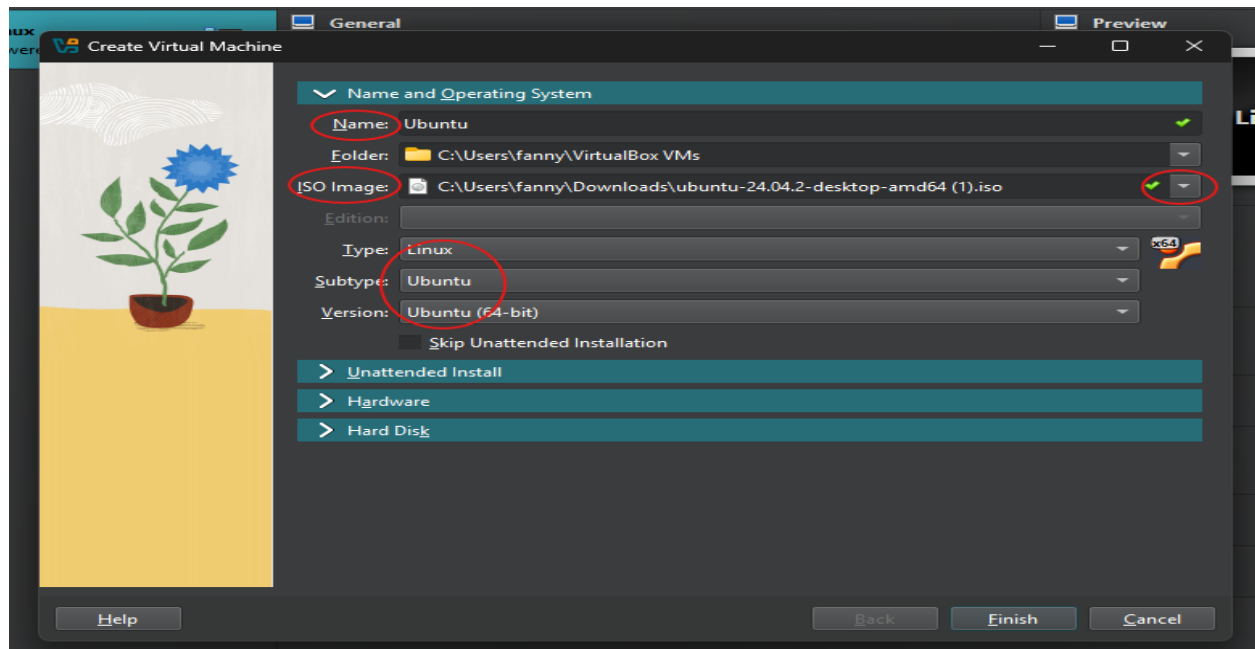 General
Preview
Create Virtual Machine
Name and Operating System
Name: Ubuntu
Folder: C:\Users\fanny\VirtualBox VMs
ISO Image: C:\Users\fanny\Downloads\ubuntu-24.04.2-desktop-amd64 (1).iso
Edition:
Type: Linux
x64
Subtype: Ubuntu
Version: Ubuntu (64-bit)
Skip Unattended Installation
Unattended Install
Hardware
Hard Disk
Help
Back
Finish
Cancel